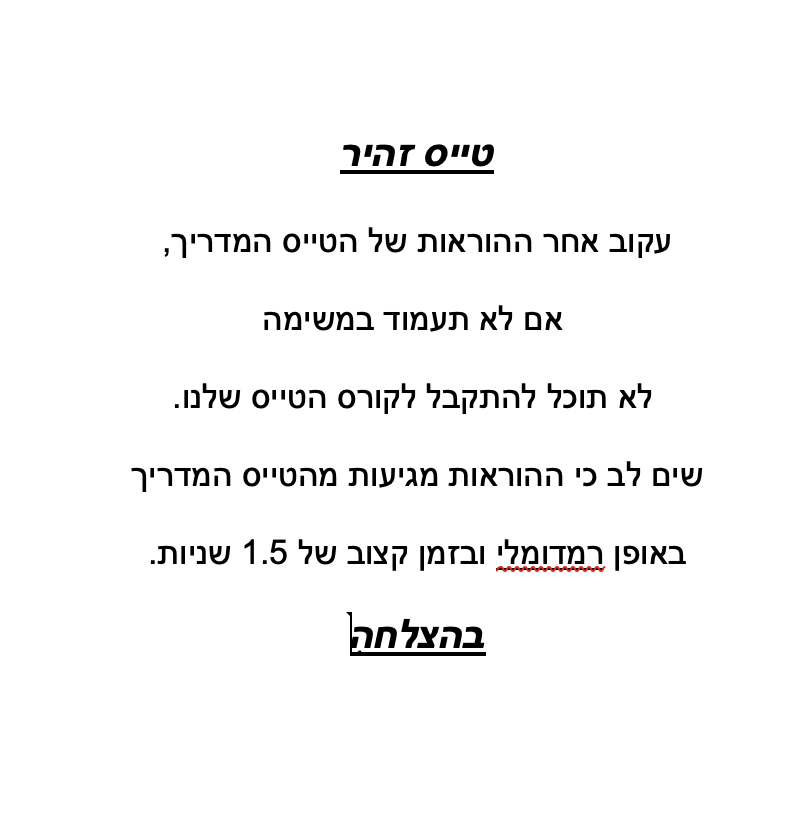 טייס זהיר
עקוב אחר ההוראות של הטייס המדריך,
אם לא תעמוד במשימה
לא תוכל להתקבל לקורס הטייס שלנו.
שים לב כי ההוראות מגיעות מהטייס המדריך
באופן רמדומלי ובזמן קצוב של 1.5 שניות.
בהצלחה